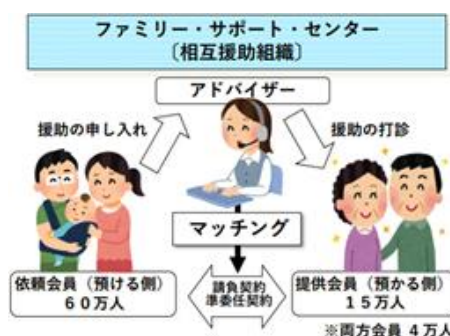 ファミリー・サポート・センター
〔相互援助組織〕
アドバイザー
援助の申し入れ
援助の打診
マッチング
依頼会員（預ける側）
60万人
請負契約
準委任契約
提供会員（預かる側）
15万人
※両方会員 4万人